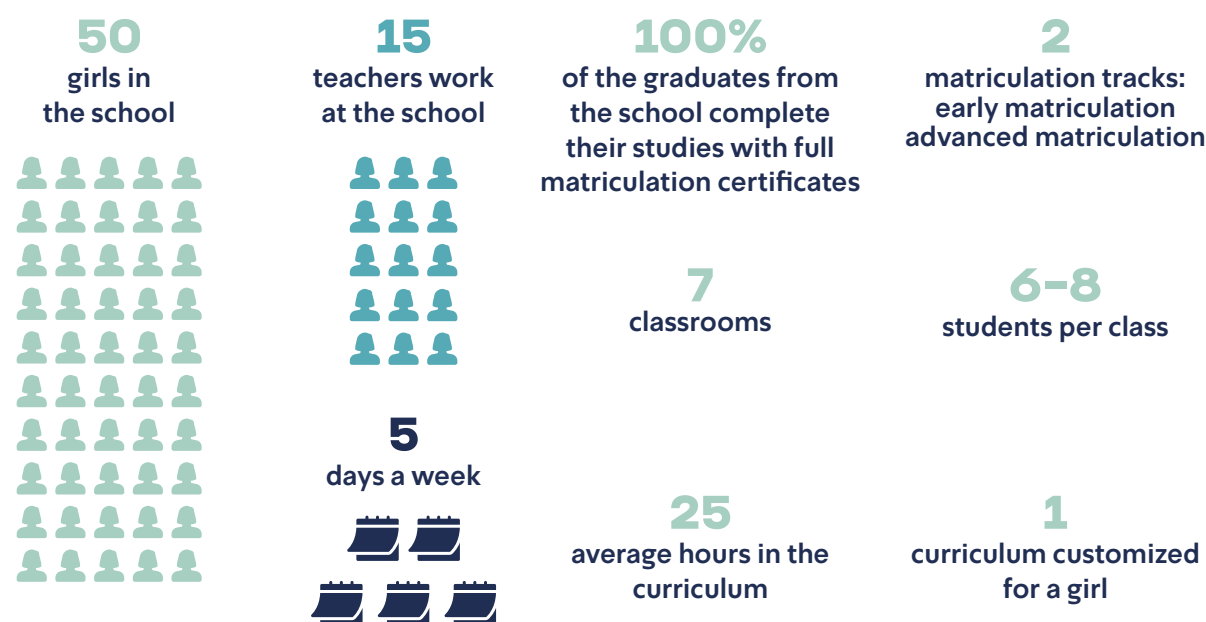 50
girls in
the school
15
teachers work
at the school
5
days a week
100%
of the graduates from
the school complete
their studies with full
matriculation certificates
2
matriculation tracks:
early matriculation
advanced matriculation
7
classrooms
6–8
students per class
25
average hours in the
curriculum
1
curriculum customized
for a girl